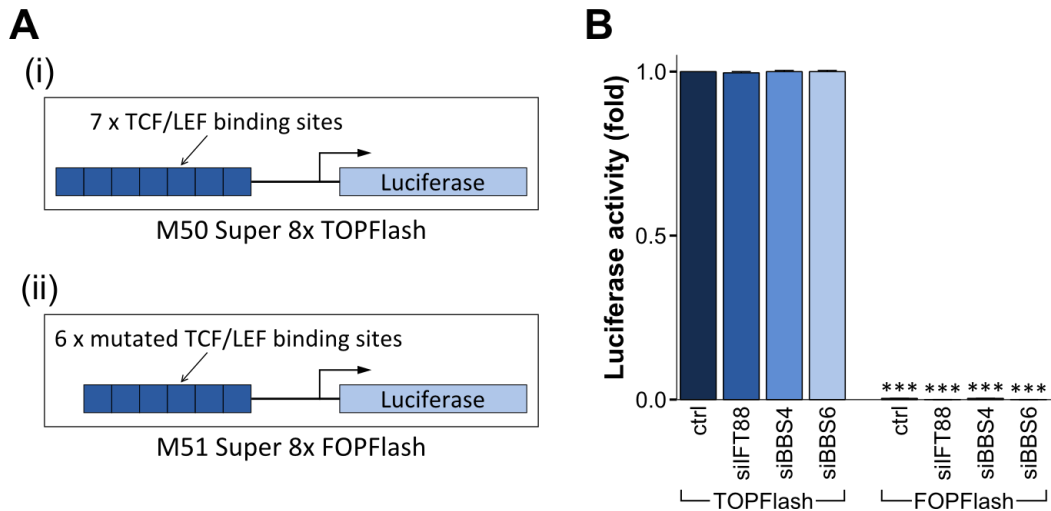 A
(i)
7 x TCF/LEF binding sites
Luciferase
M50 Super 8x TOPFlash
(ii)
6 x mutated TCF/LEF binding sites
Luciferase
M51 Super 8x FOPFlash
B
Luciferase activity (fold)
1.0
0.5
0.0
*** *** *** ***
ctrl
siIFT88
siBBS4
siBBS6
ctrl
siIFT88
siBBS4
siBBS6
TOPFlash
FOPFlash